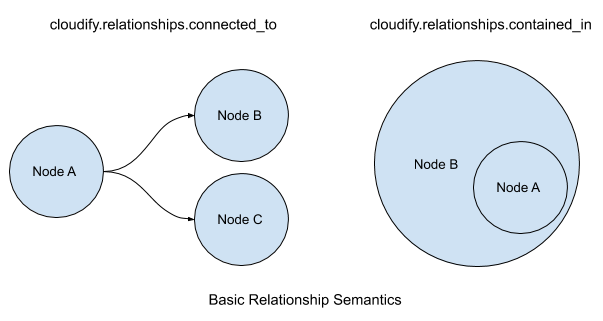 cloudify.relationships.connected_to
cloudify.relationships.contained_in
Node A
Node B
Node C
Node B
Node A
Basic Relationship Semantics